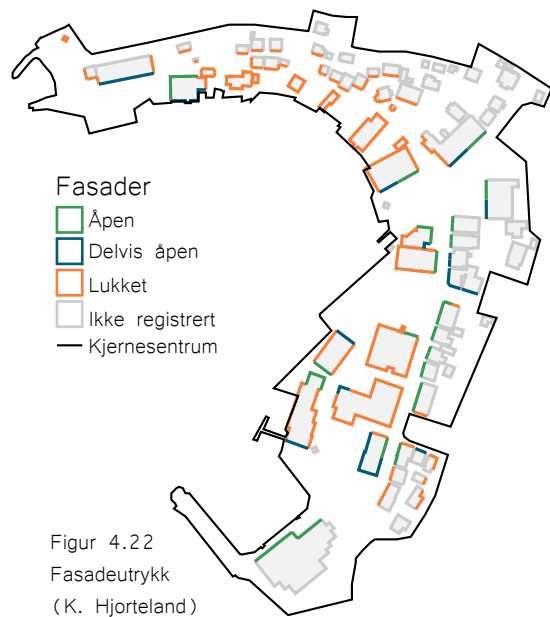 Fasader
Åpen
Delvis åpen
Lukket
Ikke registrert
Kjernesentrum
Figur 4.22
Fasadeutrykk
(K. Hjorteland)